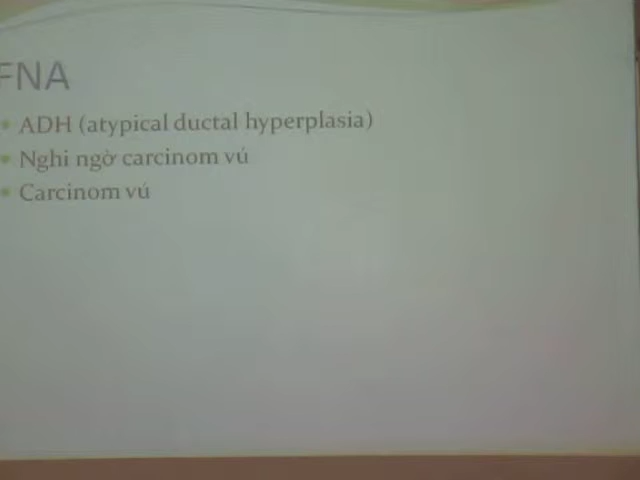 FNA
ADH (atypical ductal hyperplasia)
Nghi ngờ carcinom vú
Carcinom vú